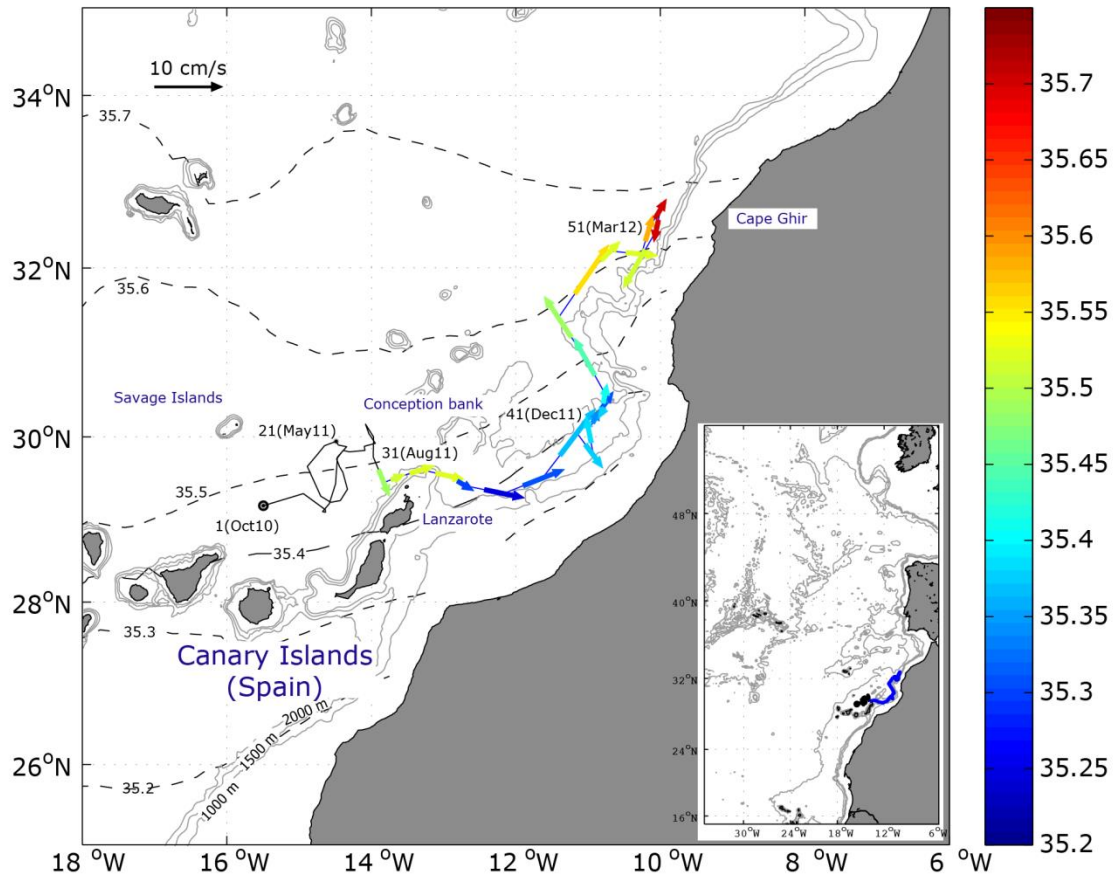 10 cm/s
34°N
32°N
30°N
28°N
26°N
35.7
35.6
35.5
35.4
35.3
35.2
Cape Ghir
51(Mar12)
Savage Islands
Conception bank
21(May11)
41(Dec11)
31(Aug11)
1(Oct10)
Lanzarote
Canary Islands
(Spain)
1000 m
1500 m
2000 m
18°W
16°W
14°W
12°W
10°W
8°W
6 °W
48°N
40°N
32°N
24°N
16°N
30°W
24°W
18°W
12°W
6°W
35.7
35.65
35.6
35.55
35.5
35.45
35.4
35.35
35.3
35.25
35.2